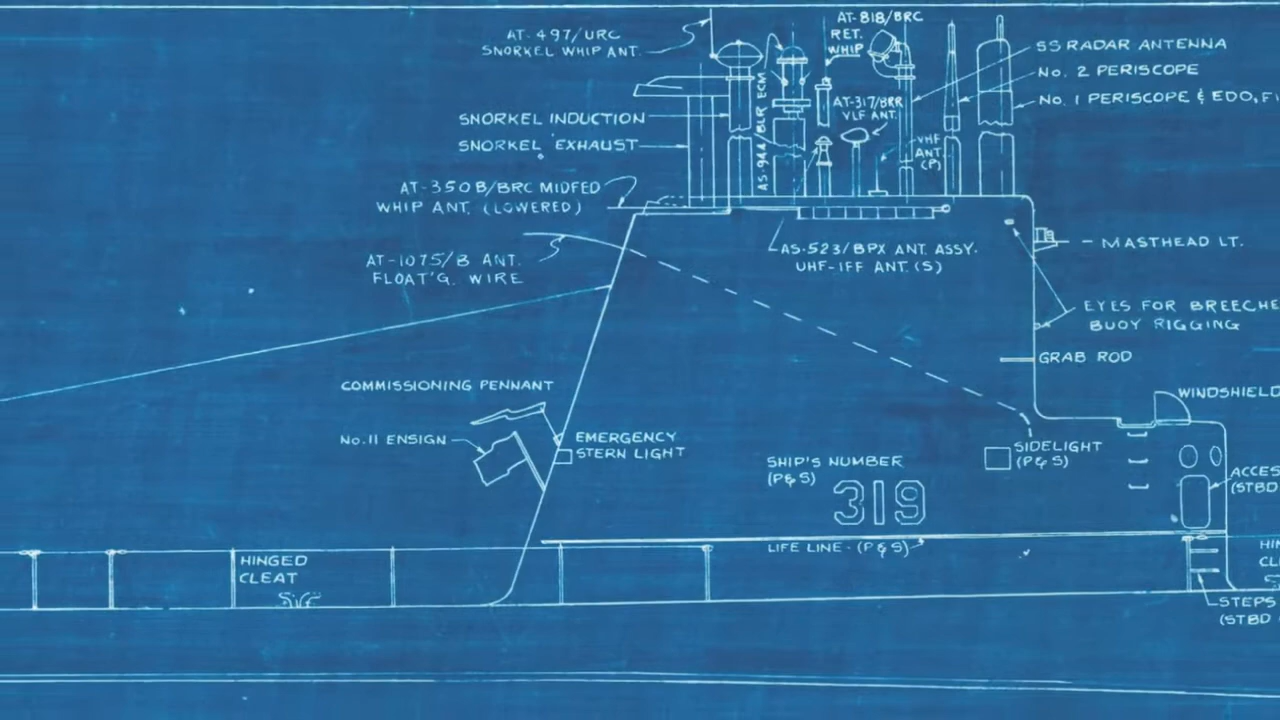 AT-497/URC
SNORKEL WHIP ANT.
AT-818/BRC
RET.
WHIP
SS RADAR ANTENNA
No. 2 PERISCOPE
No. 1 PERISCOPE & EDO, FI
AS-944/BLR ECM
AT-317/BRR
VLF ANT.
VHF
ANT.
(P)
SNORKEL INDUCTION
SNORKEL EXHAUST
AT-350B/BRC MIDFED
WHIP ANT. (LOWERED)
AS-523/BPX ANT. ASSY.
UHF-IFF ANT. (S)
MASTHEAD LT.
AT-1075/B ANT.
FLOAT'G. WIRE
EYES FOR BREECHE
BUOY RIGGING
GRAB ROD
COMMISSIONING PENNANT
WINDSHIELD
No. 11 ENSIGN
EMERGENCY
STERN LIGHT
SIDELIGHT
(P & S)
SHIP'S NUMBER
(P & S)
319
ACCES
(STBD
LIFE LINE - (P & S)
HINGED
CLEAT
HIN
CL
STEPS
(STBD